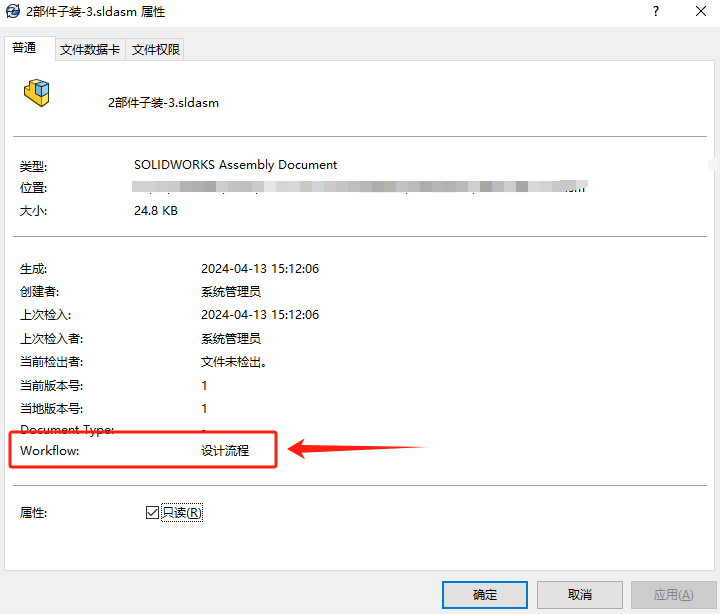 2部件子装-3.sldasm 属性
普通 文件数据卡 文件权限
2部件子装-3.sldasm
类型: SOLIDWORKS Assembly Document
位置:
大小: 24.8 KB
生成: 2024-04-13 15:12:06
创建者: 系统管理员
上次检入: 2024-04-13 15:12:06
上次检入者: 系统管理员
当前检出者: 文件未检出。
当前版本号: 1
当地版本号: 1
Document Type: -
Workflow: 设计流程
属性: 只读(R)
确定 取消 应用(A)